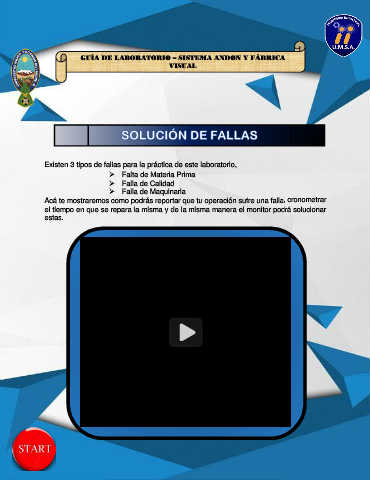 GUÍA DE LABORATORIO – SISTEMA ANDON Y FÁBRICA
VISUAL
U.M.S.A.
SOLUCIÓN DE FALLAS
Existen 3 tipos de fallas para la práctica de este laboratorio,
➢ Falta de Materia Prima
➢ Falla de Calidad
➢ Falla de Maquinaria
Acá te mostraremos como podrás reportar que tu operación sufre una falla, cronometrar
el tiempo en que se repara la misma y de la misma manera el monitor podrá solucionar
estas.
START